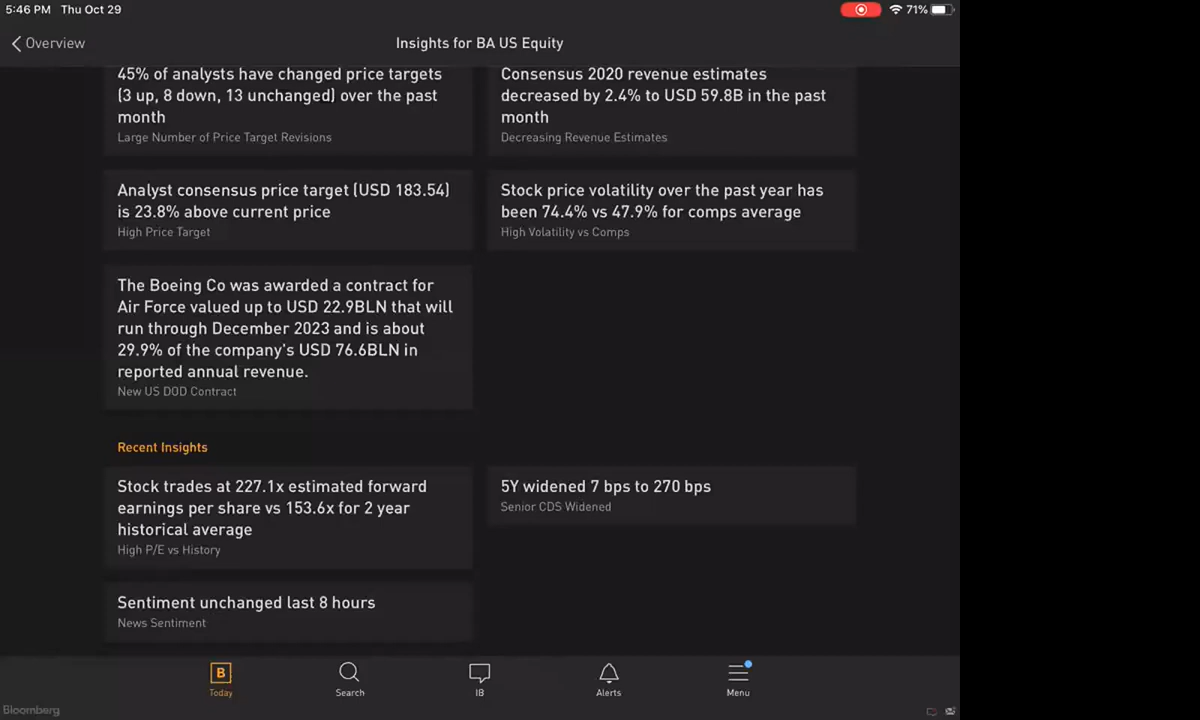 5:46 PM Thu Oct 29
71%
Overview
Insights for BA US Equity
45% of analysts have changed price targets
(3 up, 8 down, 13 unchanged) over the past
month
Large Number of Price Target Revisions
Consensus 2020 revenue estimates
decreased by 2.4% to USD 59.8B in the past
month
Decreasing Revenue Estimates
Analyst consensus price target (USD 183.54)
is 23.8% above current price
High Price Target
Stock price volatility over the past year has
been 74.4% vs 47.9% for comps average
High Volatility vs Comps
The Boeing Co was awarded a contract for
Air Force valued up to USD 22.9BLN that will
run through December 2023 and is about
29.9% of the company's USD 76.6BLN in
reported annual revenue.
New US DOD Contract
Recent Insights
Stock trades at 227.1x estimated forward
earnings per share vs 153.6x for 2 year
historical average
High P/E vs History
5Y widened 7 bps to 270 bps
Senior CDS Widened
Sentiment unchanged last 8 hours
News Sentiment
B
Today
Search
IB
Alerts
Menu
Bloomberg